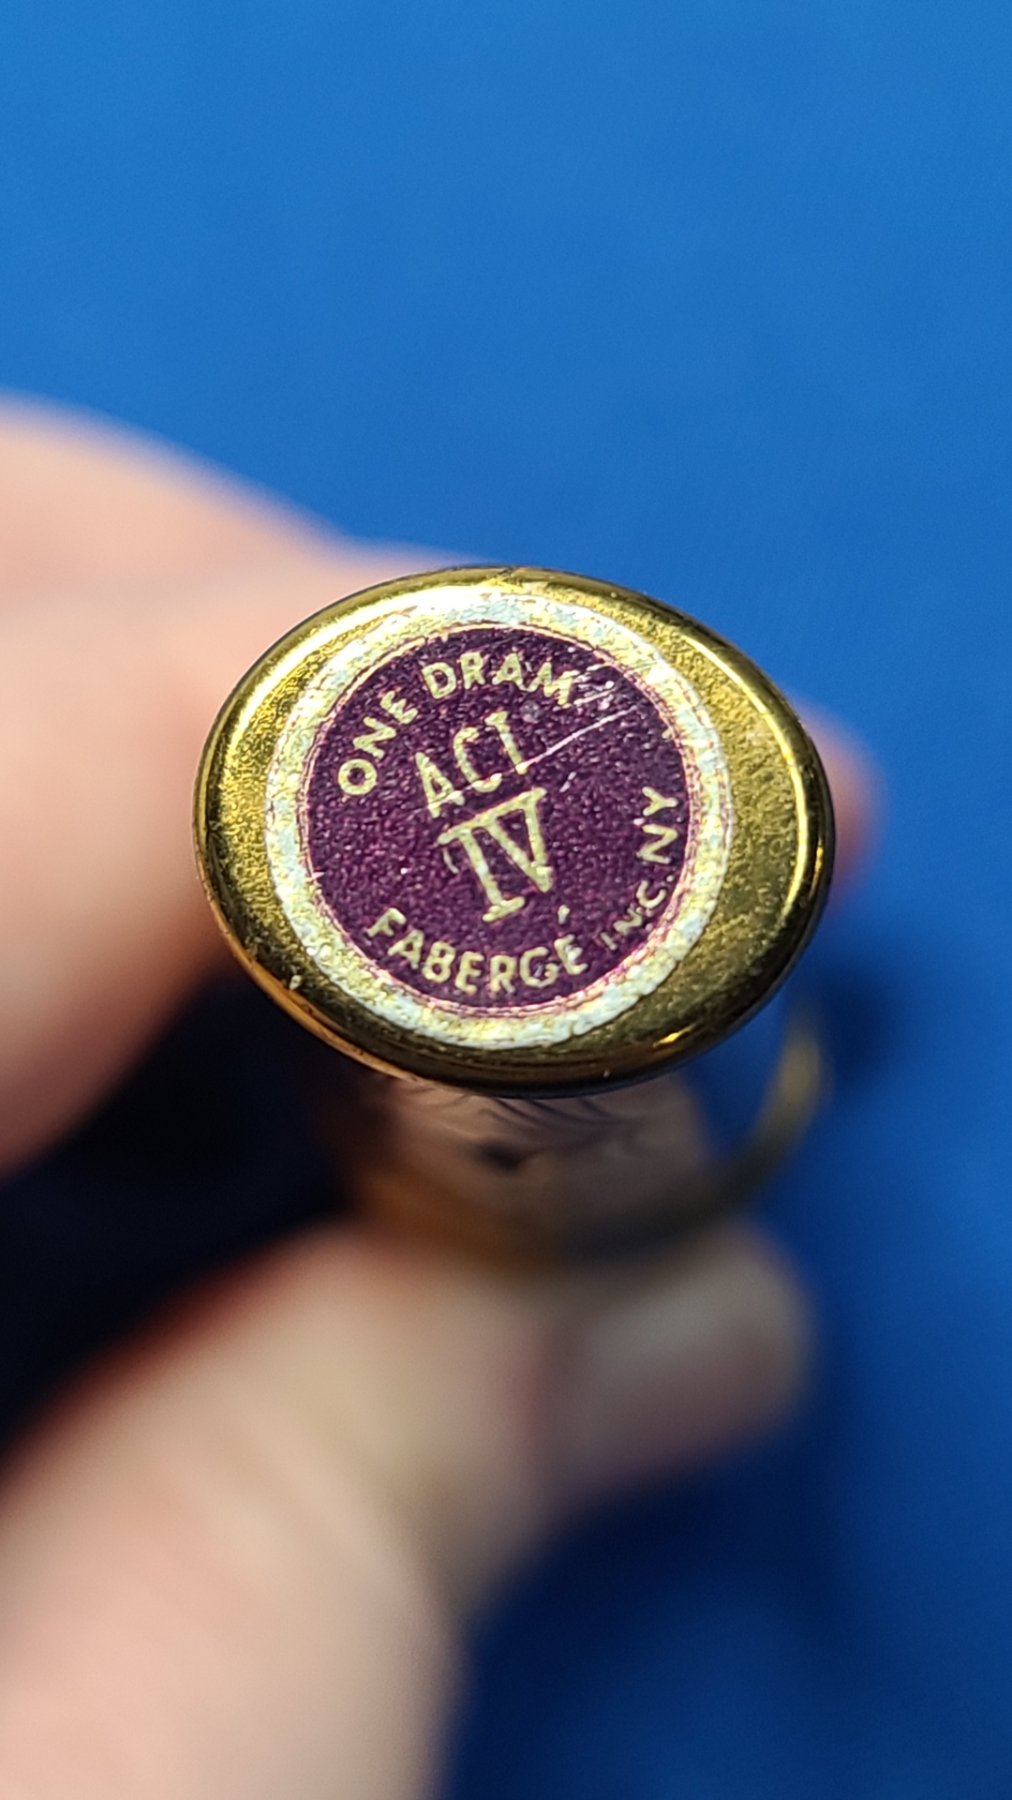 ONE DRAM
ACT
IV
FABERGÉ INC. NY